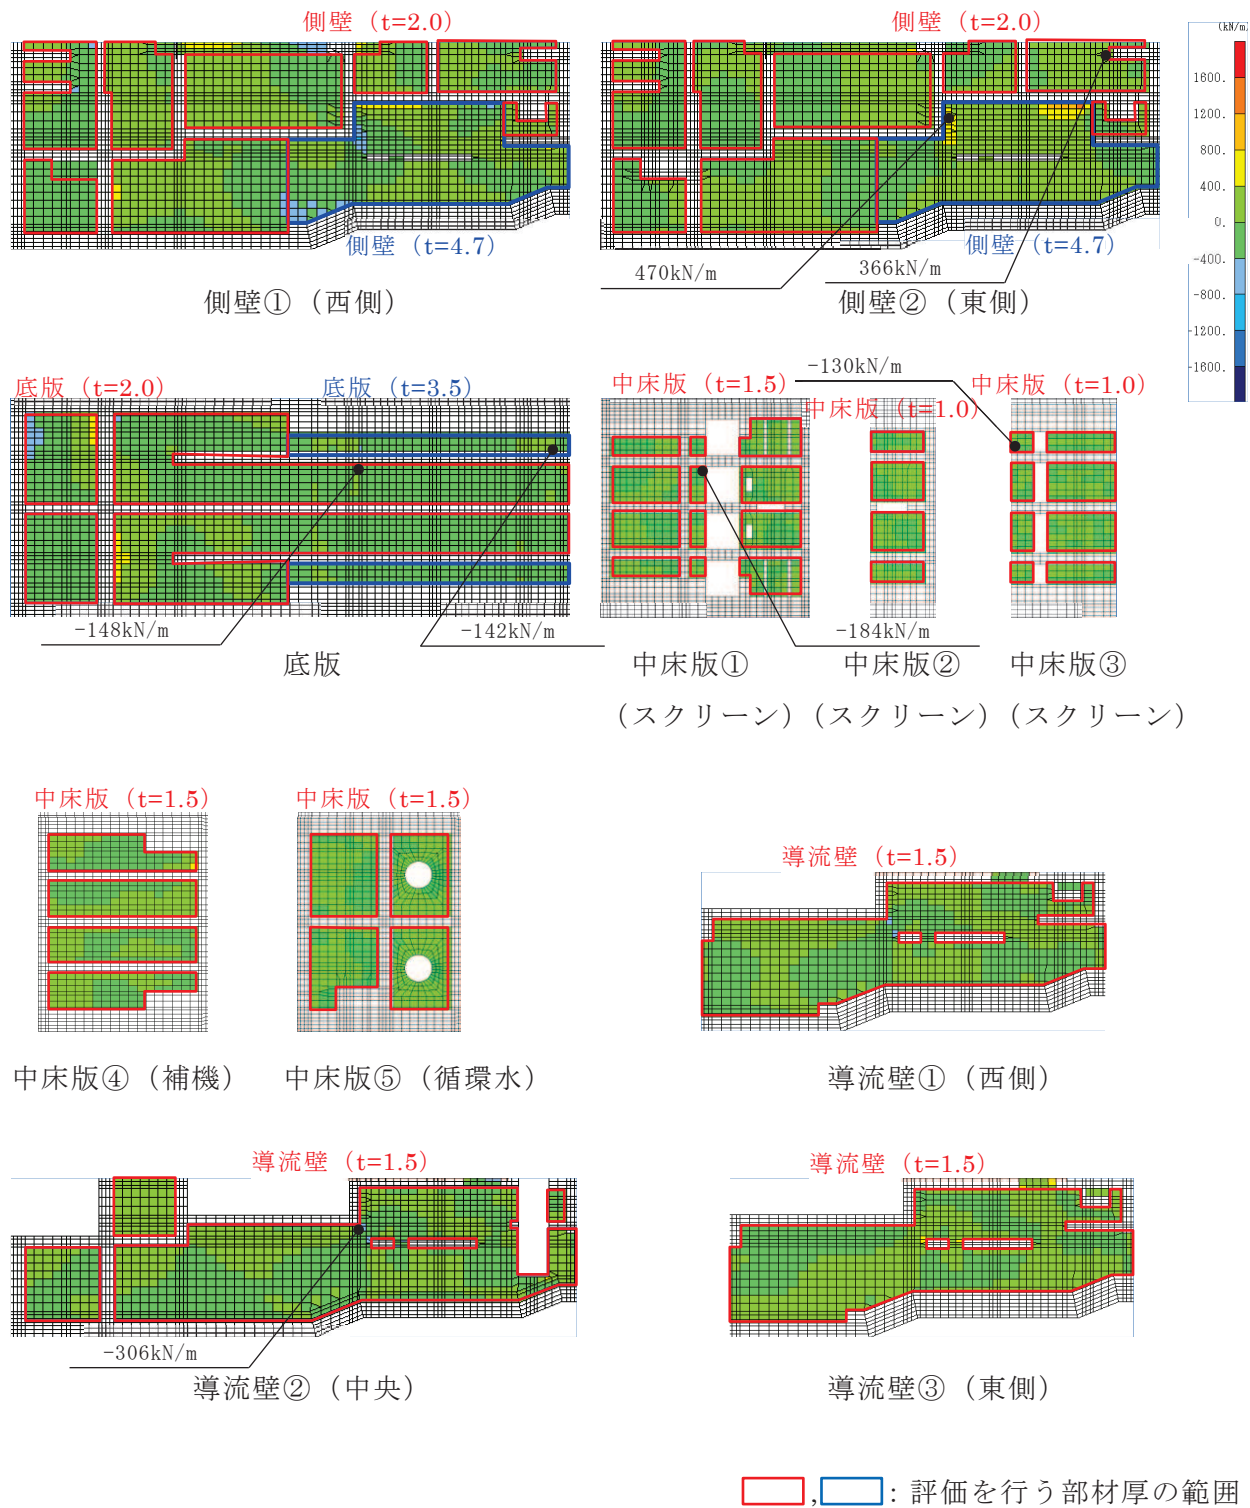 側壁（t=2.0）
側壁（t=2.0）
(kN/m)
1600.
1200.
800.
400.
0.
-400.
-800.
-1200.
-1600.
側壁（t=4.7）
側壁（t=4.7）
470kN/m
366kN/m
側壁①（西側）
側壁②（東側）
底版（t=2.0）
底版（t=3.5）
中床版（t=1.5）
-130kN/m
中床版（t=1.0）
中床版（t=1.0）
-148kN/m
-142kN/m
-184kN/m
底版
中床版①
中床版②
中床版③
（スクリーン）
（スクリーン）
（スクリーン）
中床版（t=1.5）
中床版（t=1.5）
導流壁（t=1.5）
中床版④（補機）
中床版⑤（循環水）
導流壁①（西側）
導流壁（t=1.5）
導流壁（t=1.5）
-306kN/m
導流壁②（中央）
導流壁③（東側）
,：評価を行う部材厚の範囲